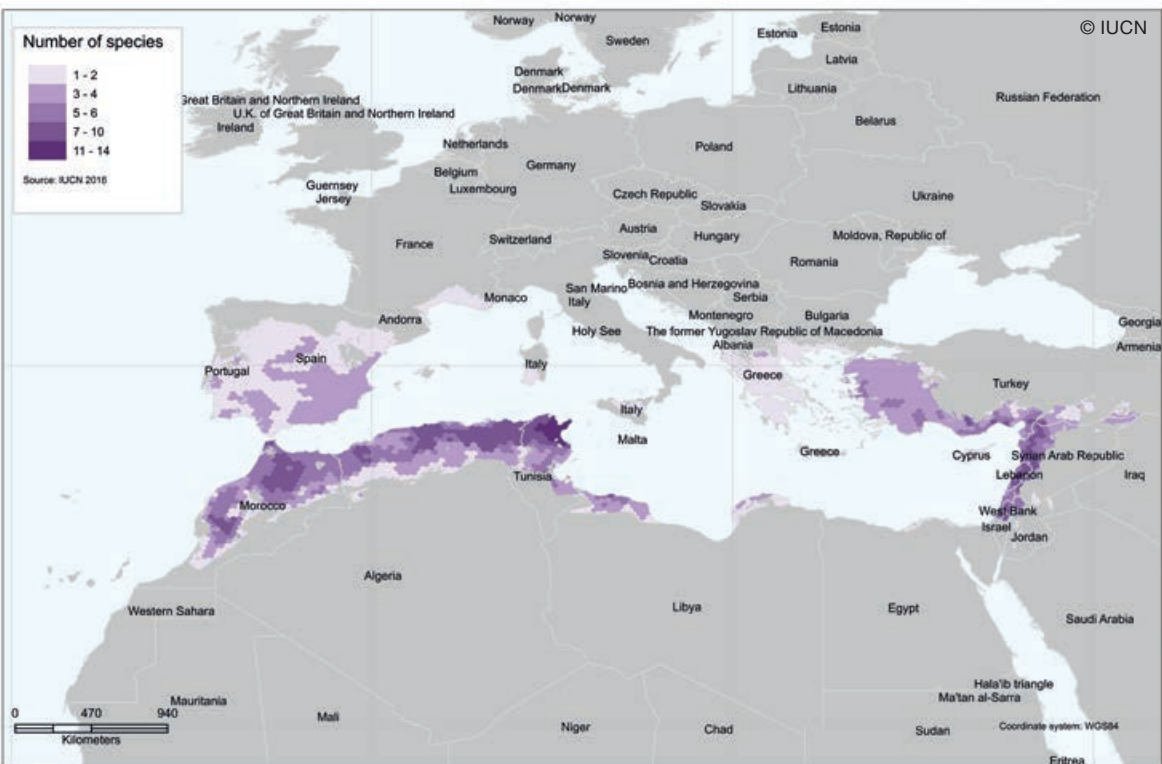 © IUCN
Number of species
1 - 2
3 - 4
5 - 6
7 - 10
11 - 14
Source: IUCN 2016
Norway
Norway
Sweden
Estonia
Estonia
Latvia
Lithuania
Denmark
Denmark
Denmark
Russian Federation
Belarus
Great Britain and Northern Ireland
U.K. of Great Britain and Northern Ireland
Ireland
Netherlands
Germany
Poland
Belgium
Luxembourg
Guernsey
Jersey
Czech Republic
Slovakia
Ukraine
Austria
Hungary
Moldova, Republic of
France
Switzerland
Slovenia
Croatia
Romania
San Marino
Bosnia and Herzegovina
Monaco
Italy
Serbia
Andorra
Holy See
Montenegro
Bulgaria
Georgia
The former Yugoslav Republic of Macedonia
Albania
Armenia
Portugal
Spain
Italy
Greece
Turkey
Italy
Malta
Greece
Cyprus
Syrian Arab Republic
Lebanon
Iraq
Tunisia
Morocco
West Bank
Israel
Jordan
Algeria
Western Sahara
Libya
Egypt
Saudi Arabia
Hala'ib triangle
Ma'tan al-Sarra
Mauritania
Mali
Niger
Chad
Sudan
Coordinate system: WGS84
Eritrea
0 470 940
Kilometers